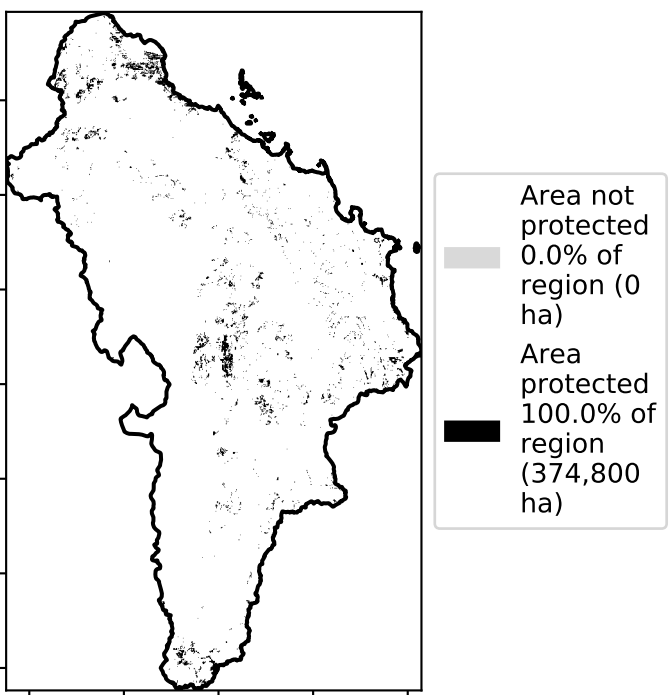 Area not
protected
0.0% of
region (0
ha)
Area
protected
100.0% of
region
(374,800
ha)